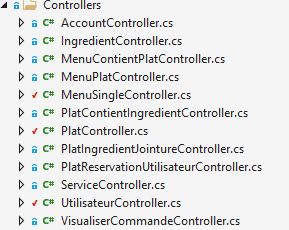 Controllers
C# AccountController.cs
C# IngredientController.cs
C# MenuContientPlatController.cs
C# MenuPlatController.cs
C# MenuSingleController.cs
C# PlatContientIngredientController.cs
C# PlatController.cs
C# PlatIngredientJointureController.cs
C# PlatReservationUtilisateurController.cs
C# ServiceController.cs
C# UtilisateurController.cs
C# VisualiserCommandeController.cs